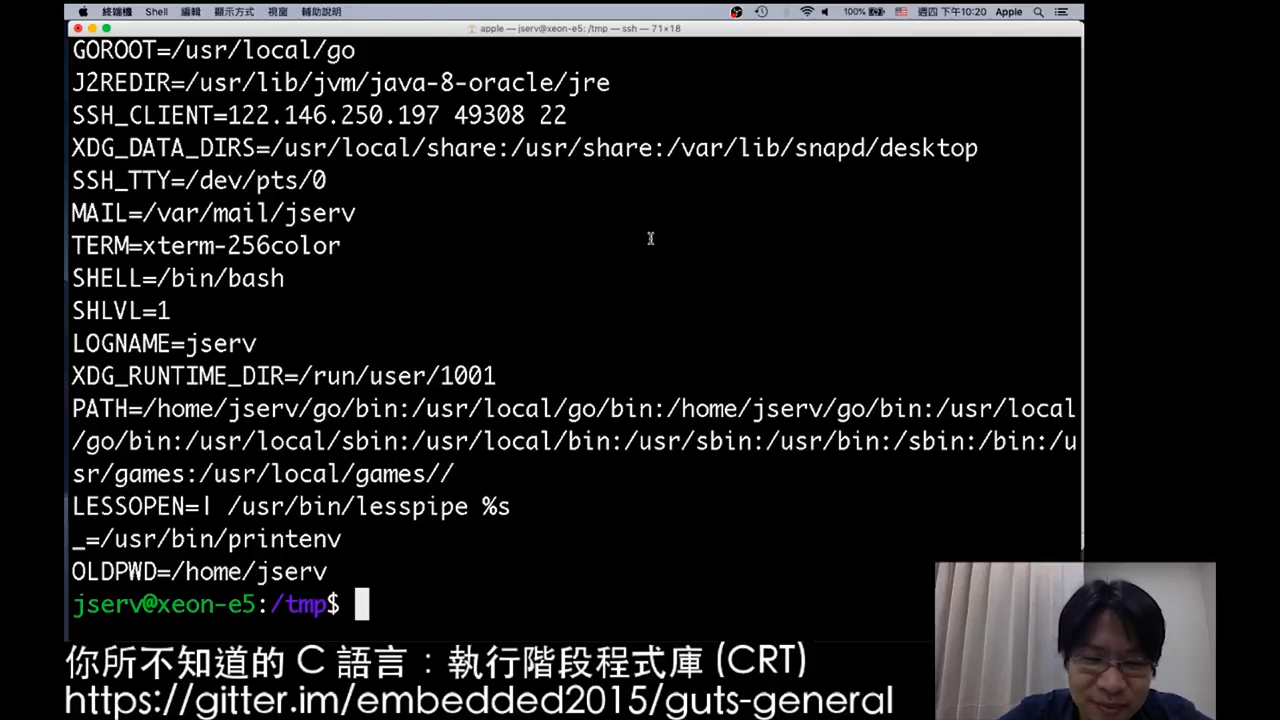 終端機 Shell 編輯 顯示方式 視窗 輔助說明 100% 週四 下午10:20 Apple
apple — jserv@xeon-e5: /tmp — ssh — 71×18
GOROOT=/usr/local/go
J2REDIR=/usr/lib/jvm/java-8-oracle/jre
SSH_CLIENT=122.146.250.197 49308 22
XDG_DATA_DIRS=/usr/local/share:/usr/share:/var/lib/snapd/desktop
SSH_TTY=/dev/pts/0
MAIL=/var/mail/jserv
TERM=xterm-256color
SHELL=/bin/bash
SHLVL=1
LOGNAME=jserv
XDG_RUNTIME_DIR=/run/user/1001
PATH=/home/jserv/go/bin:/usr/local/go/bin:/home/jserv/go/bin:/usr/local
/go/bin:/usr/local/sbin:/usr/local/bin:/usr/sbin:/usr/bin:/sbin:/bin:/u
sr/games:/usr/local/games//
LESSOPEN=| /usr/bin/lesspipe %s
_=/usr/bin/printenv
OLDPWD=/home/jserv
jserv@xeon-e5:/tmp$
你所不知道的 C 語言：執行階段程式庫 (CRT)
https://gitter.im/embedded2015/guts-general